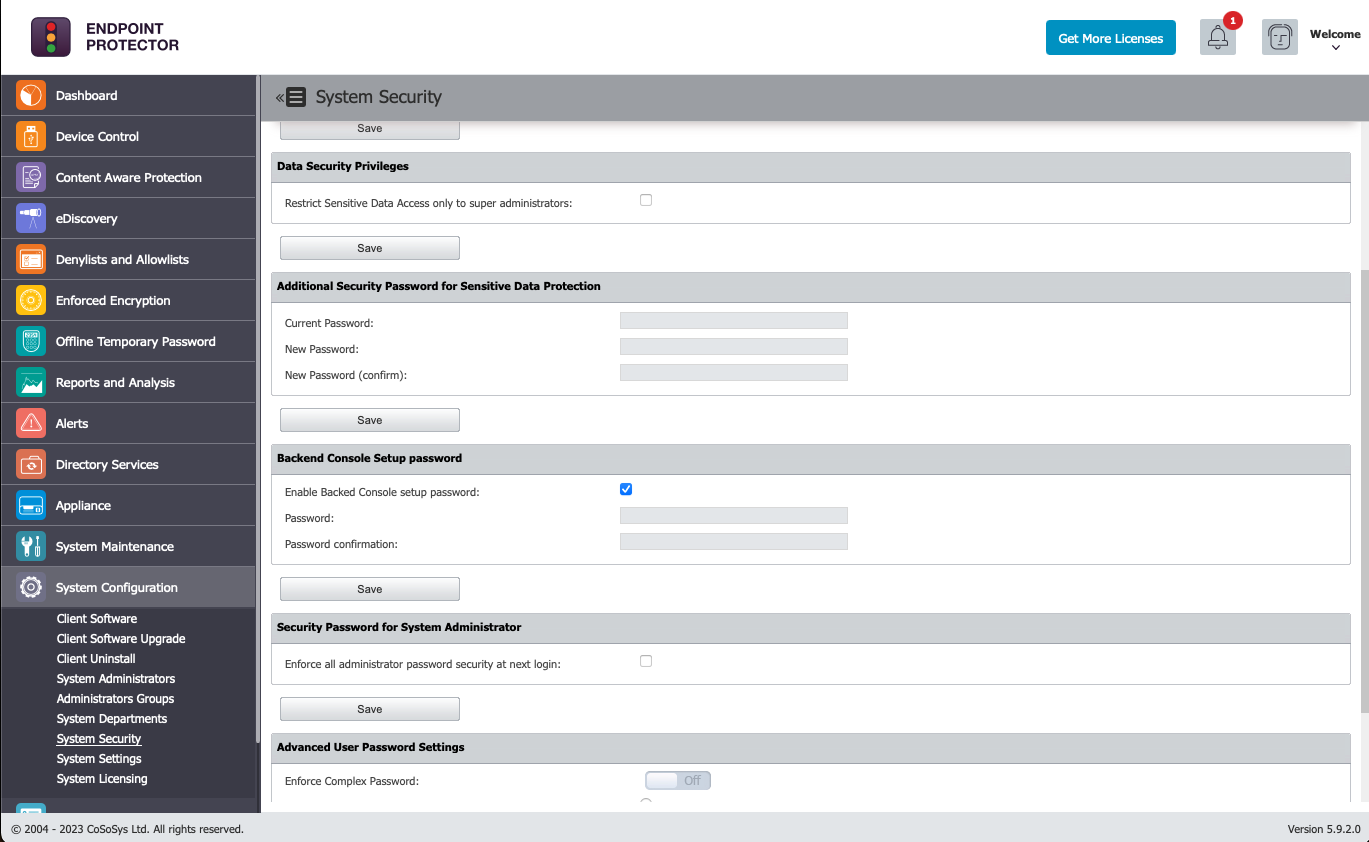 ENDPOINT
PROTECTOR
Get More Licenses
1
Welcome
Dashboard
Device Control
Content Aware Protection
eDiscovery
Denylists and Allowlists
Enforced Encryption
Offline Temporary Password
Reports and Analysis
Alerts
Directory Services
Appliance
System Maintenance
System Configuration
Client Software
Client Software Upgrade
Client Uninstall
System Administrators
Administrators Groups
System Departments
System Security
System Settings
System Licensing
« System Security
Save
Data Security Privileges
Restrict Sensitive Data Access only to super administrators:
Save
Additional Security Password for Sensitive Data Protection
Current Password:
New Password:
New Password (confirm):
Save
Backend Console Setup password
Enable Backed Console setup password:
Password:
Password confirmation:
Save
Security Password for System Administrator
Enforce all administrator password security at next login:
Save
Advanced User Password Settings
Enforce Complex Password:
Off
© 2004 - 2023 CoSoSys Ltd. All rights reserved.
Version 5.9.2.0